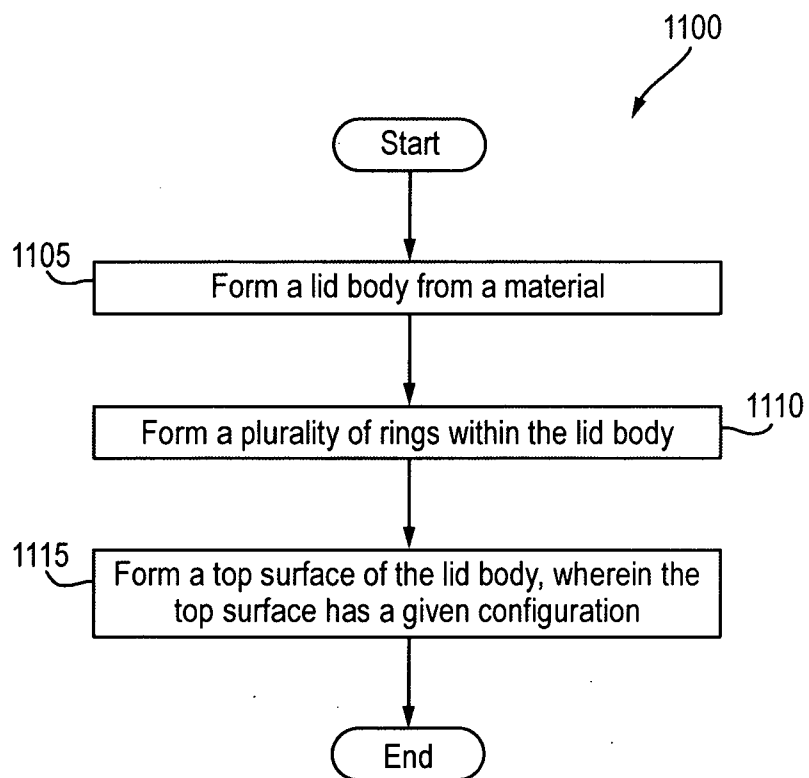 1100
Start
1105
Form a lid body from a material
1110
Form a plurality of rings within the lid body
1115
Form a top surface of the lid body, wherein the
top surface has a given configuration
End